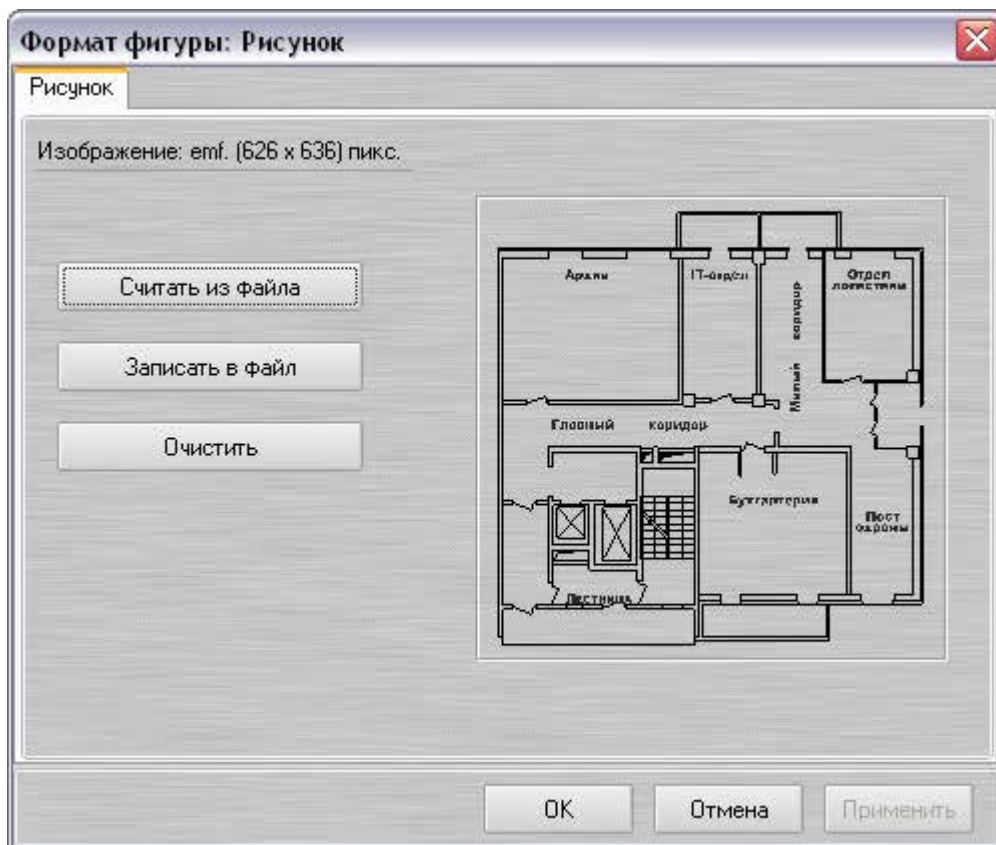 Формат фигуры: Рисунок
Рисунок
Изображение: emf. (626 x 636) пикс.
Считать из файла
Записать в файл
Очистить
Архив
IT-отдел
Малый коридор
Отдел
логистики
Главный коридор
Бухгалтерия
Пост
охраны
Лестница
OK
Отмена
Применить